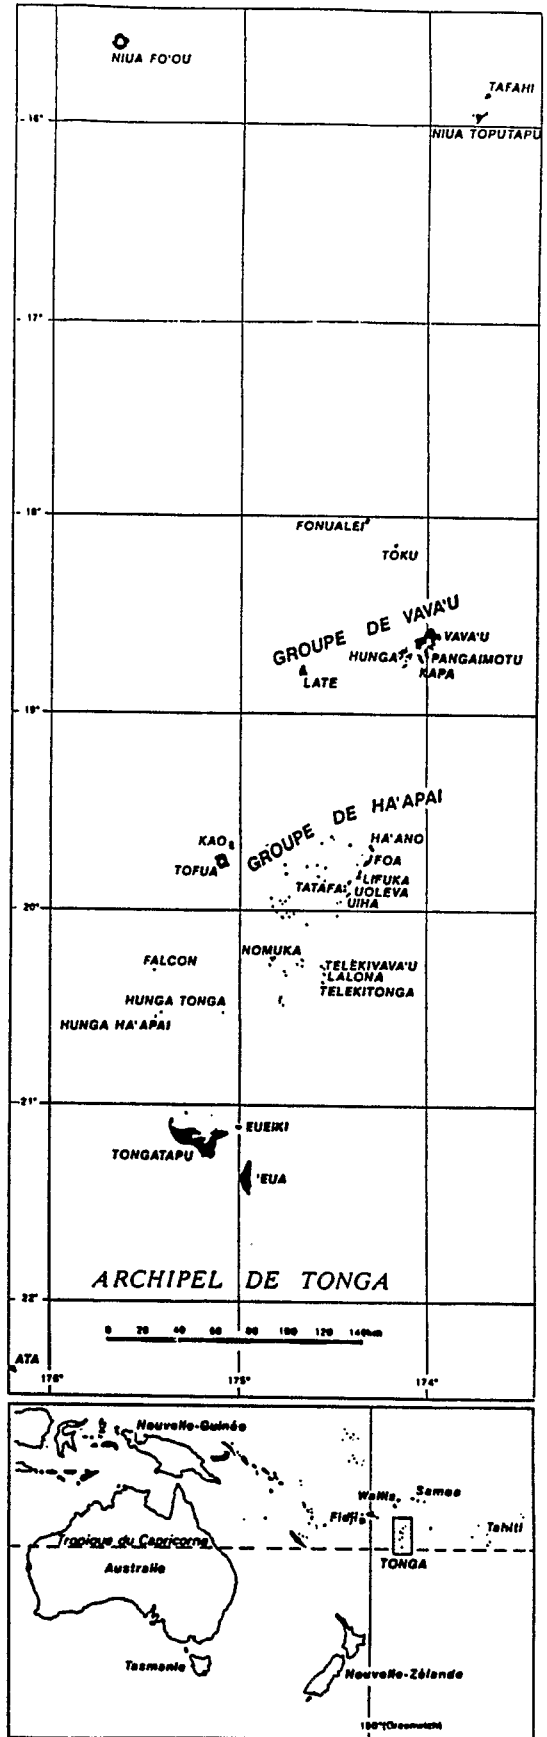 NIUA FO'OU
TAFAHI
16°
NIUA TOPUTAPU
17°
18°
FONUALEI
TOKU
GROUPE DE VAVA'U
VAVA'U
HUNGA
PANGAIMOTU
KAPA
LATE
19°
GROUPE DE HA'APAI
HA'ANO
KAO
FOA
TOFUA
LIFUKA
TATAFA
UOLEVA
UIHA
20°
NOMUKA
FALCON
TELEKIVAVA'U
LALONA
TELEKITONGA
HUNGA TONGA
HUNGA HA'APAI
21°
EUEIKI
TONGATAPU
'EUA
ARCHIPEL DE TONGA
22°
0 20 40 60 80 100 120 140km
ATA
176° 175° 174°
Nouvelle-Guinée
Wallis
Samoa
Fidji
Tahiti
Tropique du Capricorne
TONGA
Australie
Tasmanie
Nouvelle-Zélande
180° (Greenwich)